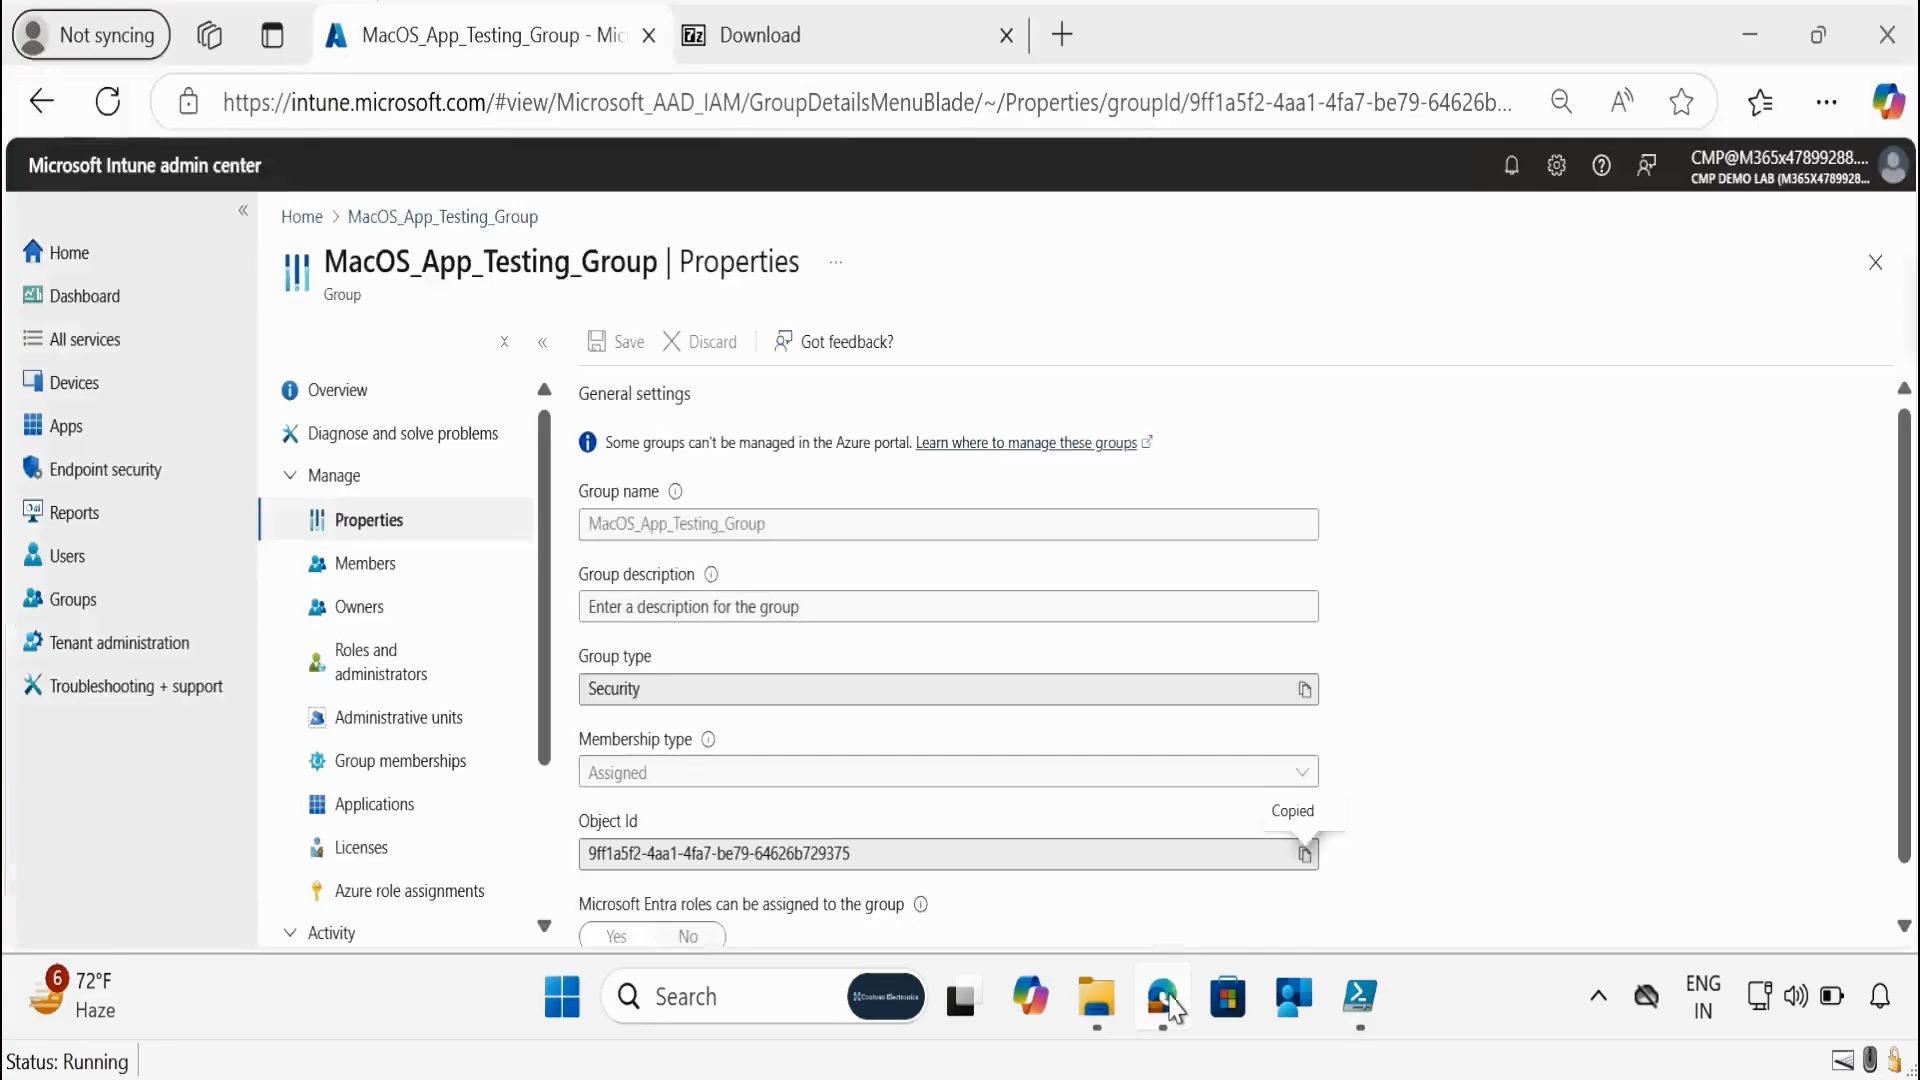 Not syncing
MacOS_App_Testing_Group - Mic
7z
Download
https://intune.microsoft.com/#view/Microsoft_AAD_IAM/GroupDetailsMenuBlade/~/Properties/groupId/9ff1a5f2-4aa1-4fa7-be79-64626b...
Microsoft Intune admin center
CMP@M365x47899288....
CMP DEMO LAB (M365X4789928...
Home
Dashboard
All services
Devices
Apps
Endpoint security
Reports
Users
Groups
Tenant administration
Troubleshooting + support
Home > MacOS_App_Testing_Group
MacOS_App_Testing_Group | Properties
...
Group
Overview
Diagnose and solve problems
Manage
Properties
Members
Owners
Roles and
administrators
Administrative units
Group memberships
Applications
Licenses
Azure role assignments
Activity
Save
Discard
Got feedback?
General settings
Some groups can't be managed in the Azure portal. Learn where to manage these groups
Group name
MacOS_App_Testing_Group
Group description
Enter a description for the group
Group type
Security
Membership type
Assigned
Copied
Object Id
9ff1a5f2-4aa1-4fa7-be79-64626b729375
Microsoft Entra roles can be assigned to the group
Yes No
6
72°F
Haze
Search
Contoso Electronics
ENG
IN
Status: Running